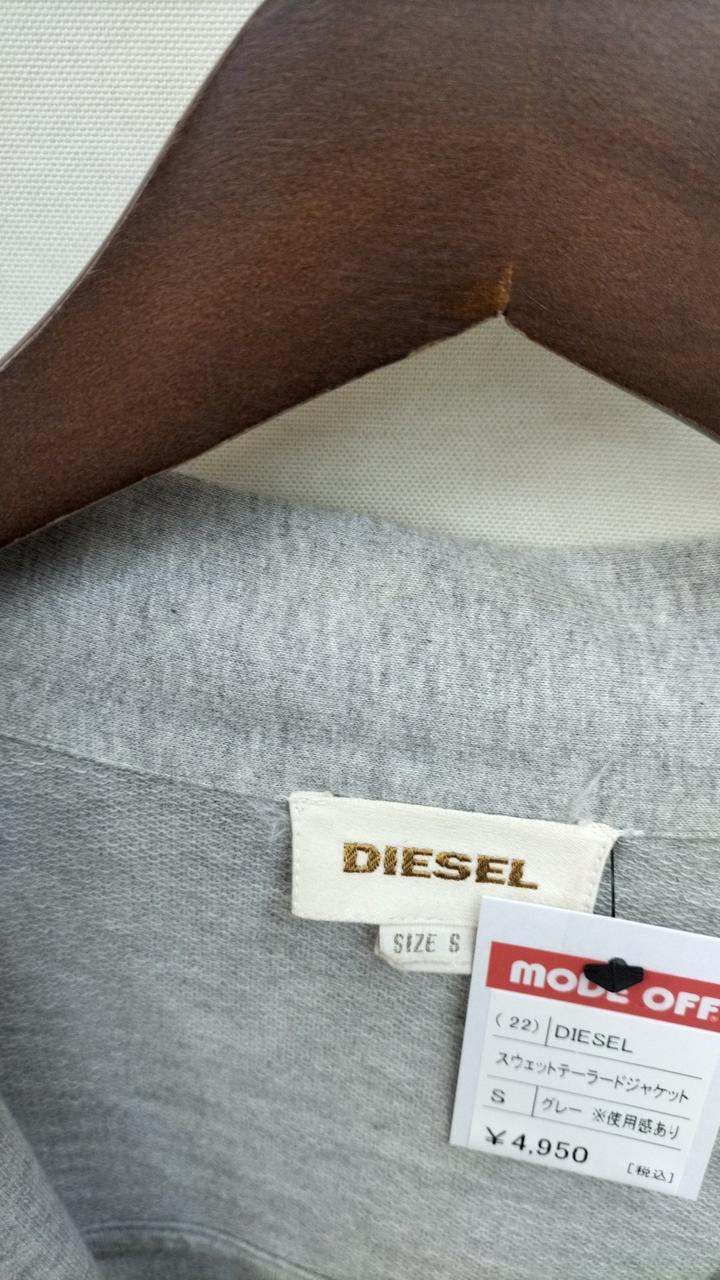 DIESEL
SIZE S
MODE OFF
(22) DIESEL
スウェットテーラードジャケット
S グレー ※使用感あり
¥4,950
[税込]